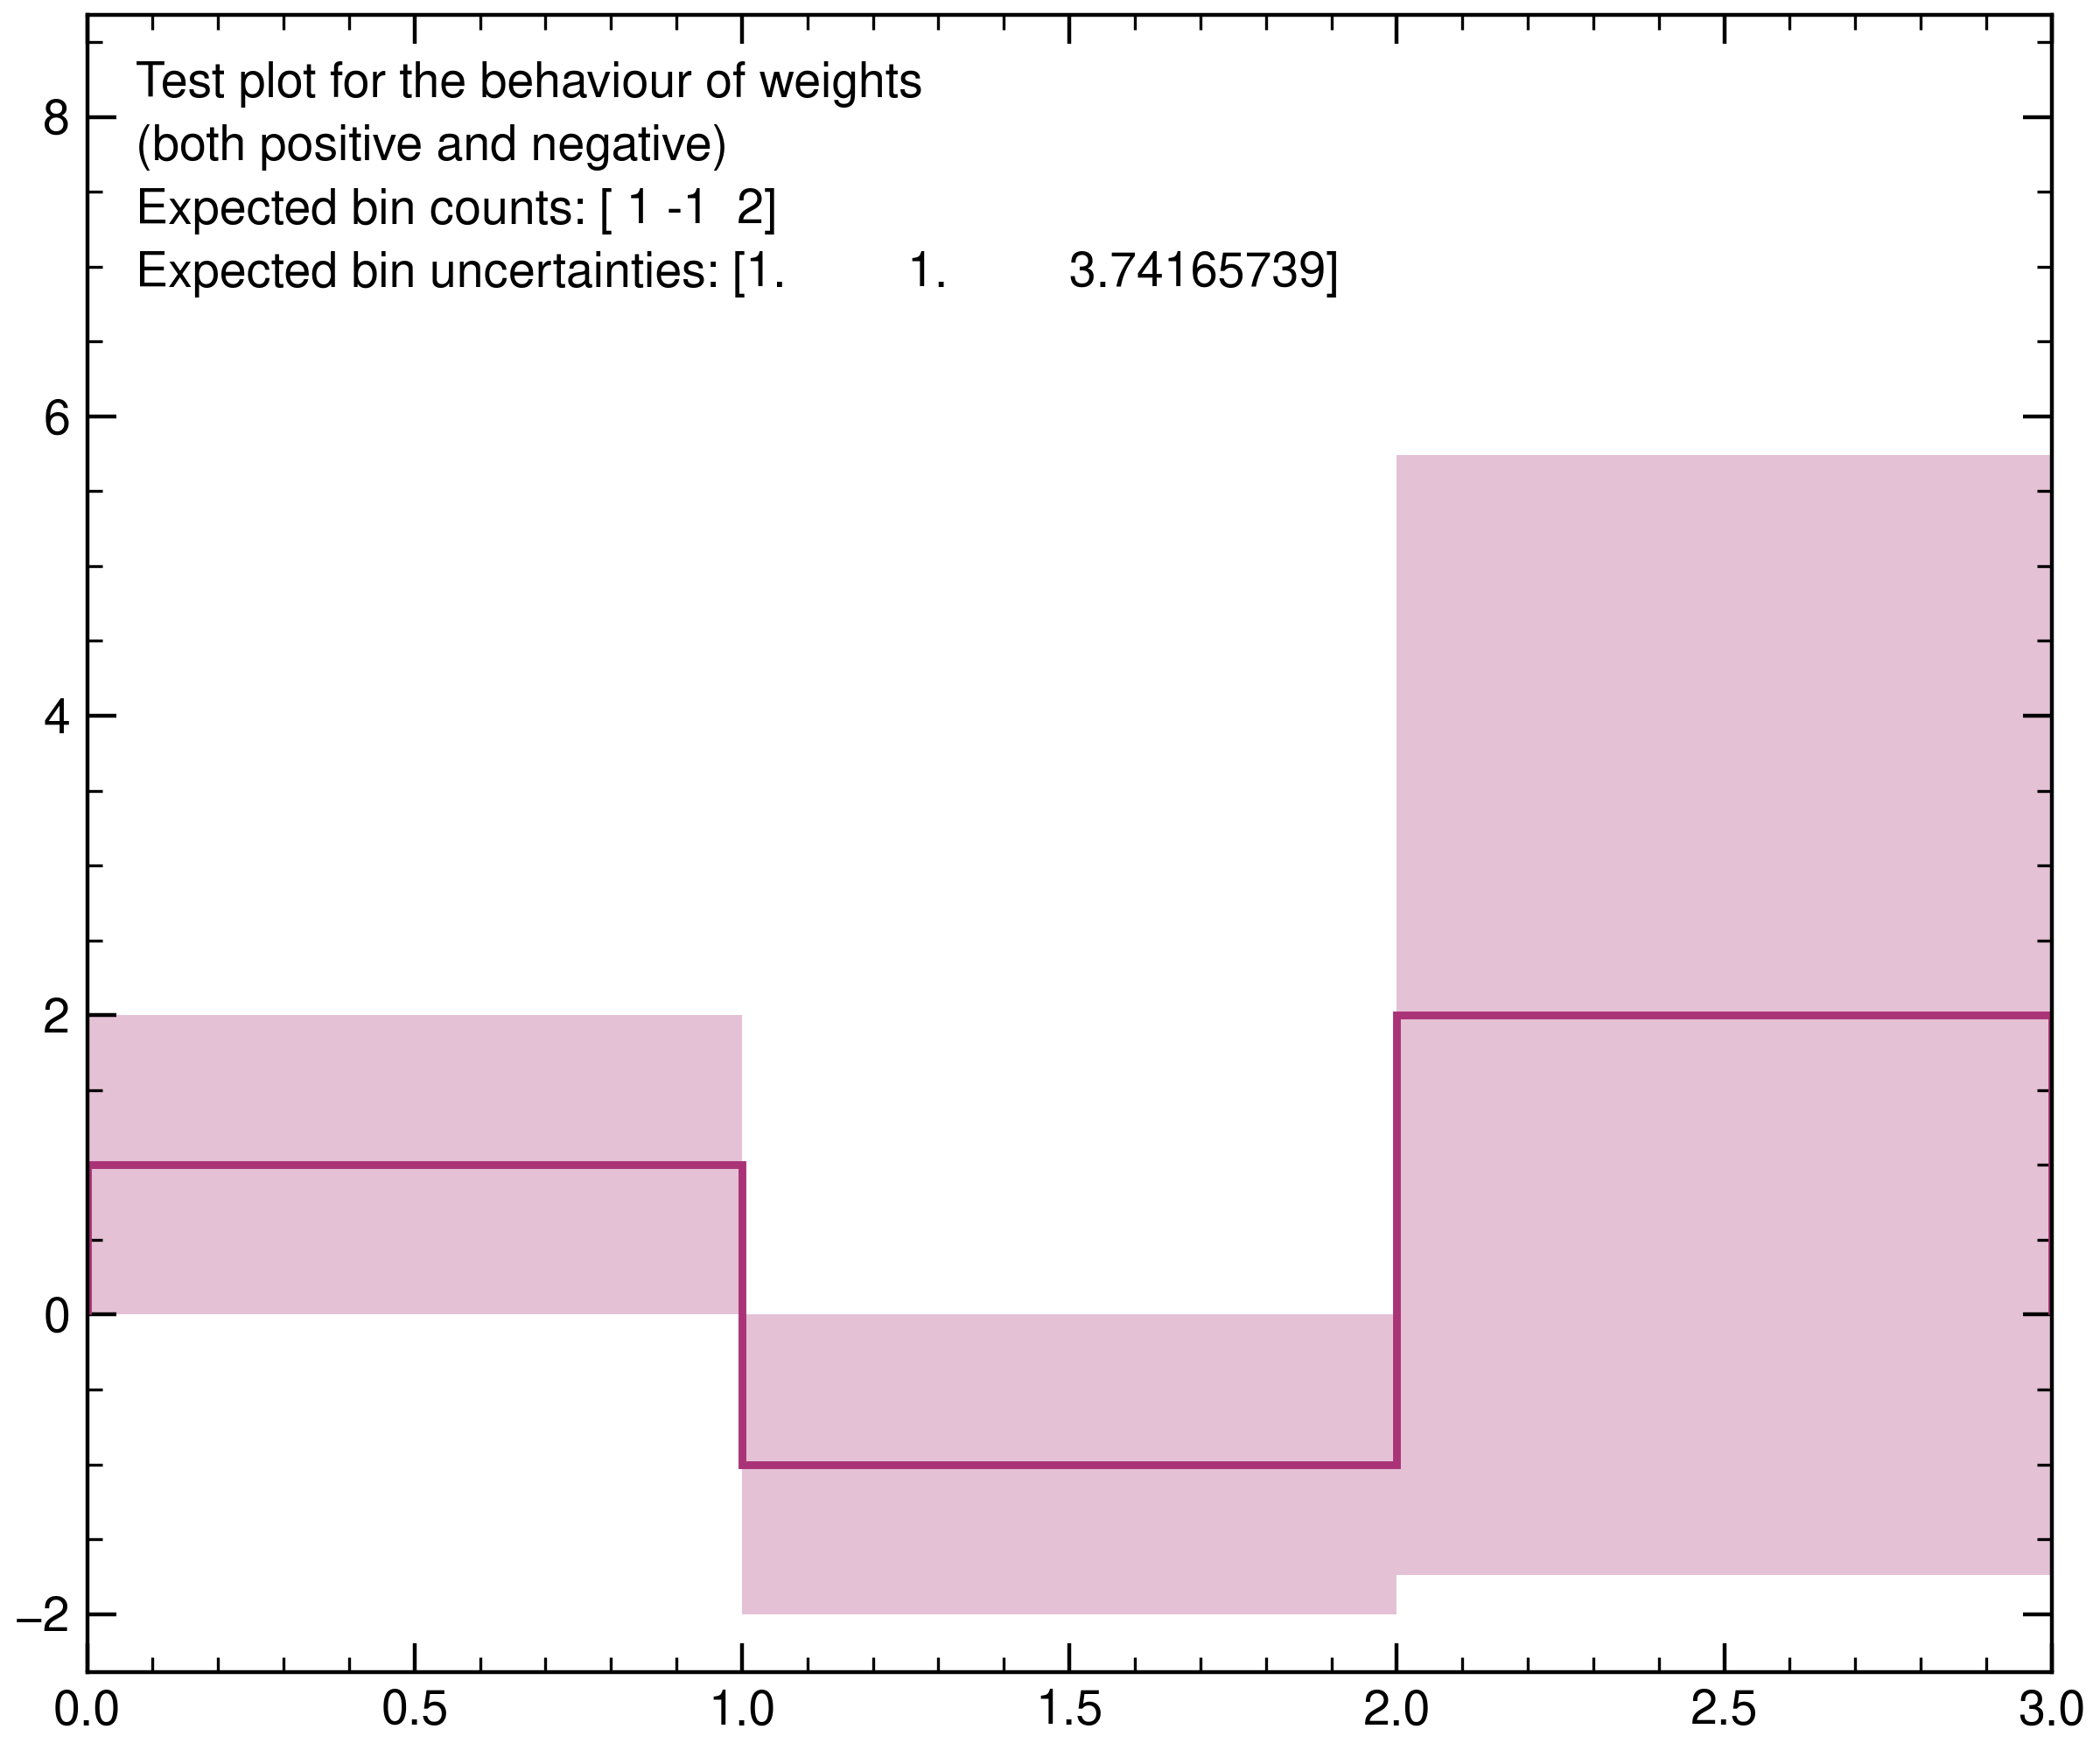 Test plot for the behaviour of weights
(both positive and negative)
Expected bin counts: [ 1 -1  2]
Expected bin uncertainties: [1.         1.         3.74165739]
8
6
4
2
0
−2
0.0 0.5 1.0 1.5 2.0 2.5 3.0